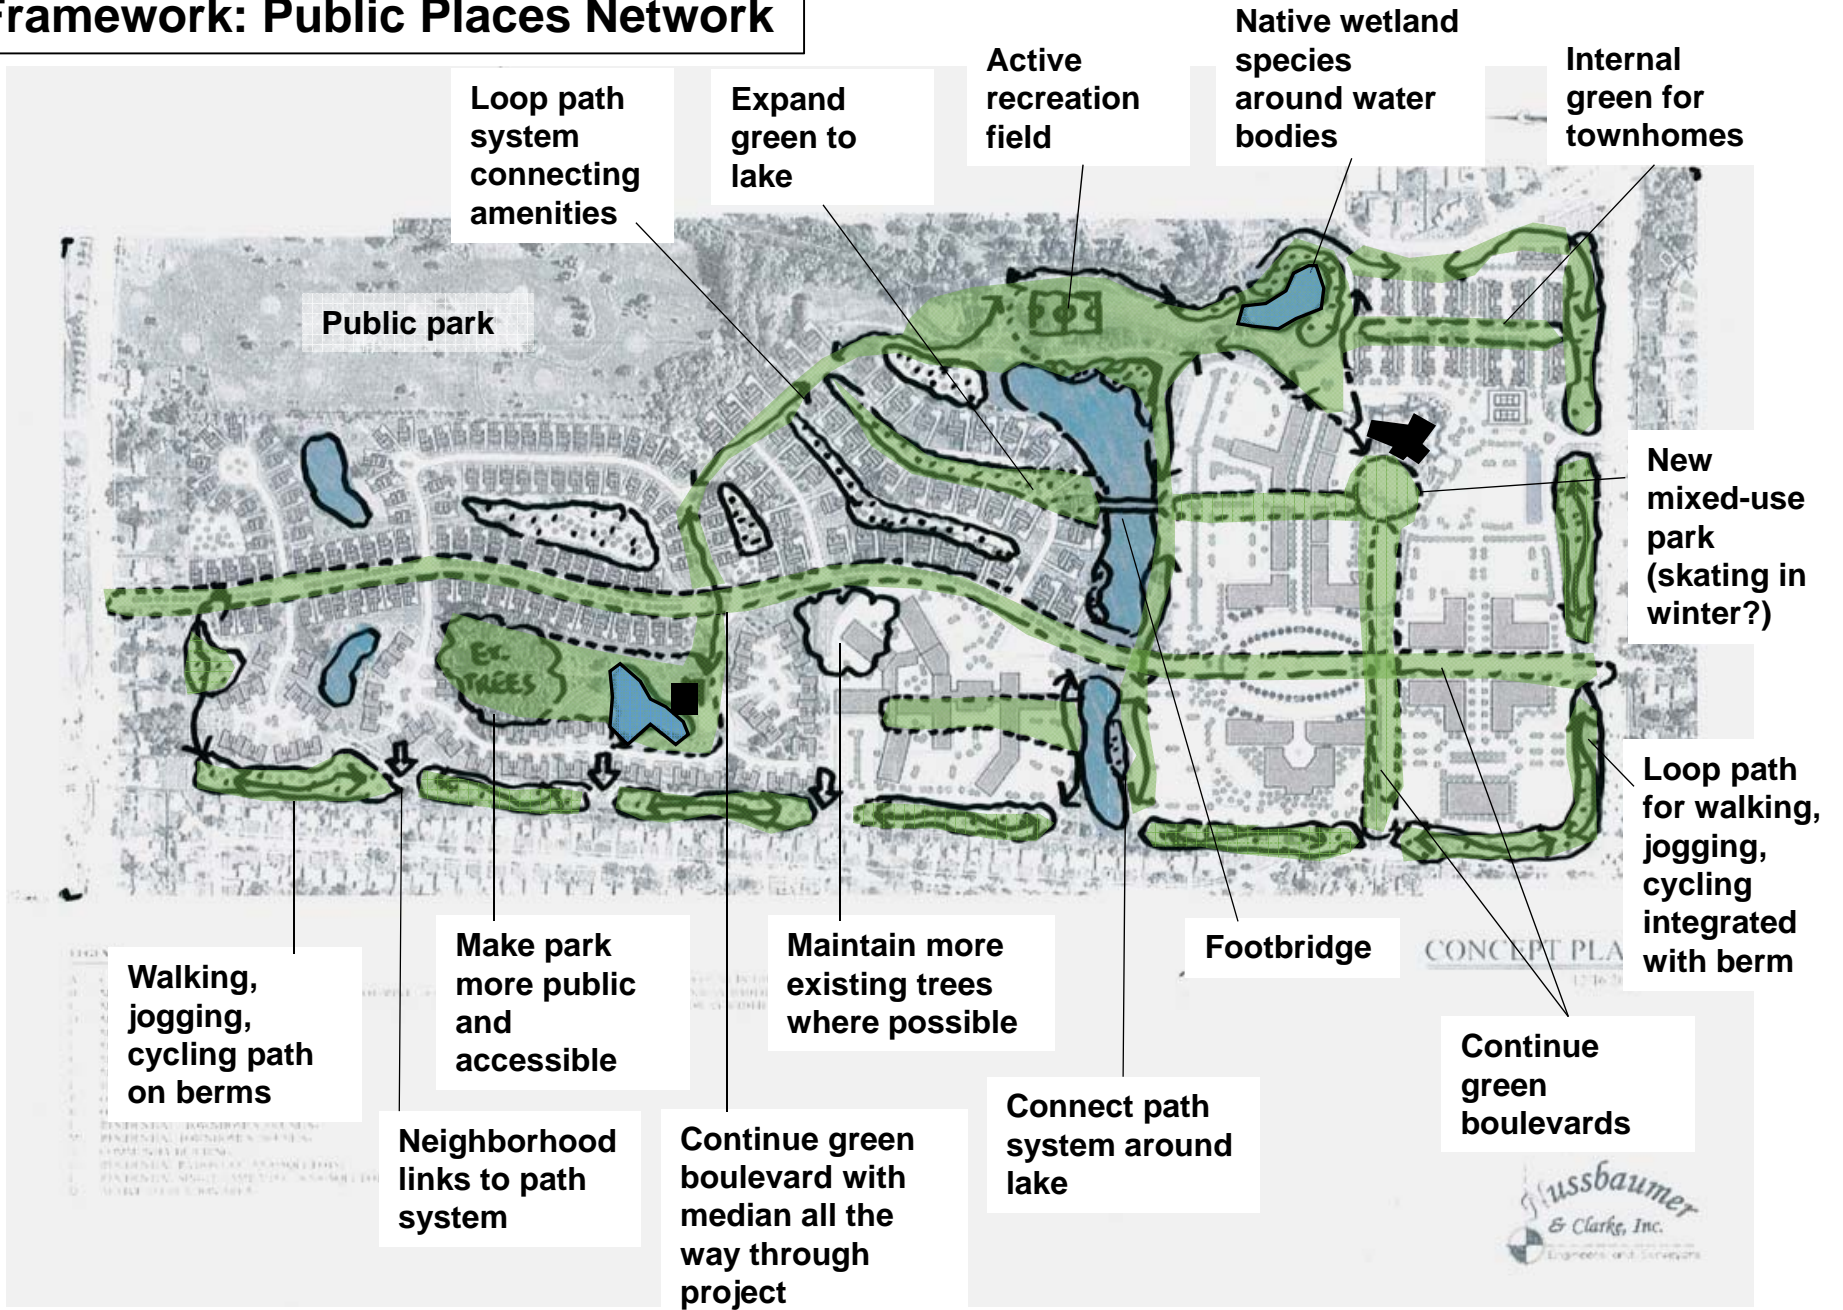 Framework: Public Places Network
Loop path
system
connecting
amenities
Expand
green to
lake
Active
recreation
field
Native wetland
species
around water
bodies
Internal
green for
townhomes
Public park
New
mixed-use
park
(skating in
winter?)
Ex.
TREES
Loop path
for walking,
jogging,
cycling
integrated
with berm
Walking,
jogging,
cycling path
on berms
Make park
more public
and
accessible
Maintain more
existing trees
where possible
Footbridge
CONCEPT PLA
Neighborhood
links to path
system
Continue green
boulevard with
median all the
way through
project
Connect path
system around
lake
Continue
green
boulevards
ussbaumer
& Clarke, Inc.
Engineers and Surveyors